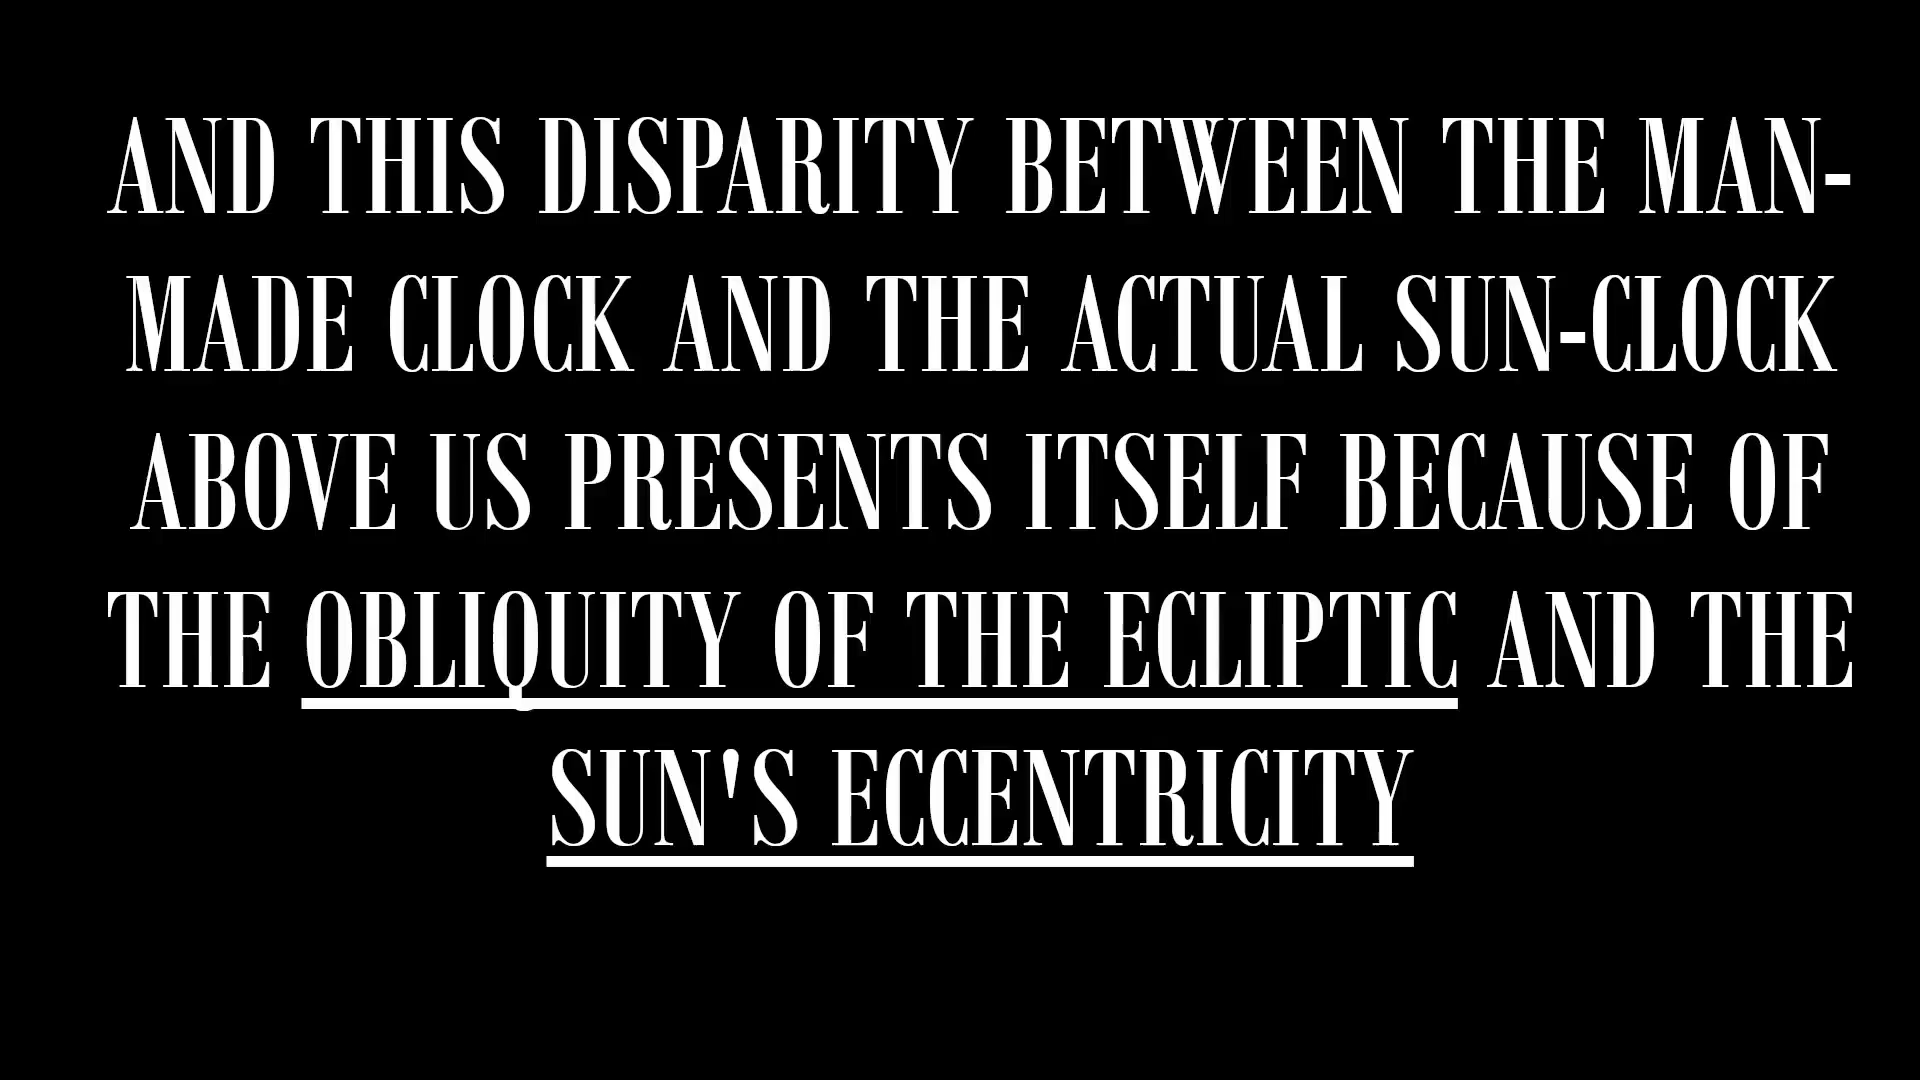 AND THIS DISPARITY BETWEEN THE MAN-
MADE CLOCK AND THE ACTUAL SUN-CLOCK
ABOVE US PRESENTS ITSELF BECAUSE OF
THE OBLIQUITY OF THE ECLIPTIC AND THE
SUN'S ECCENTRICITY